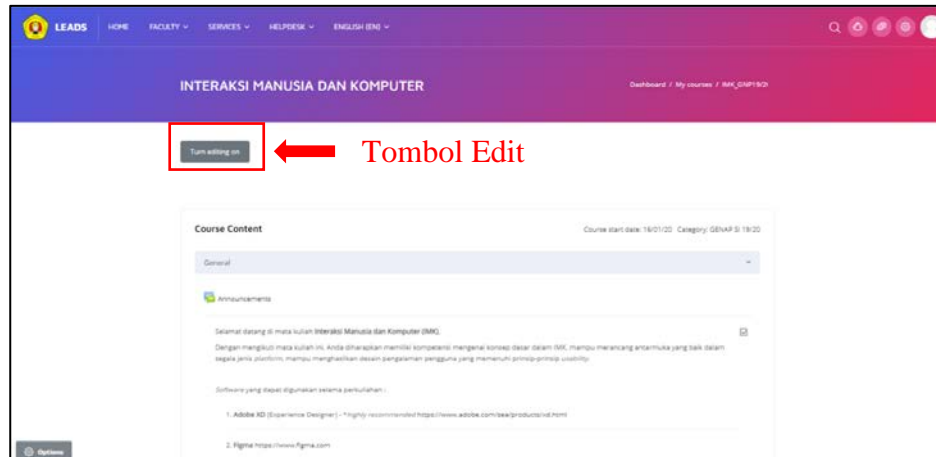 LEADS HOME FACULTY SERVICES HELPDESK ENGLISH (EN)
INTERAKSI MANUSIA DAN KOMPUTER
Dashboard / My courses / IMK_GNP19/20
Turn editing on
Tombol Edit
Course Content
Course start date: 16/01/20 Category: GENAP SI 19/20
General
Announcements
Selamat datang di mata kuliah Interaksi Manusia dan Komputer (IMK).
Dengan mengikuti mata kuliah ini, Anda diharapkan memiliki kompetensi mengenai konsep dasar dalam IMK, mampu merancang antarmuka yang baik dalam
segala jenis platform, mampu menghasilkan desain pengalaman pengguna yang memenuhi prinsip-prinsip usability.
Software yang dapat digunakan selama perkuliahan :
1. Adobe XD (Experience Designer) - *highly recommended https://www.adobe.com/sea/products/xd.html
2. Figma https://www.figma.com
Options